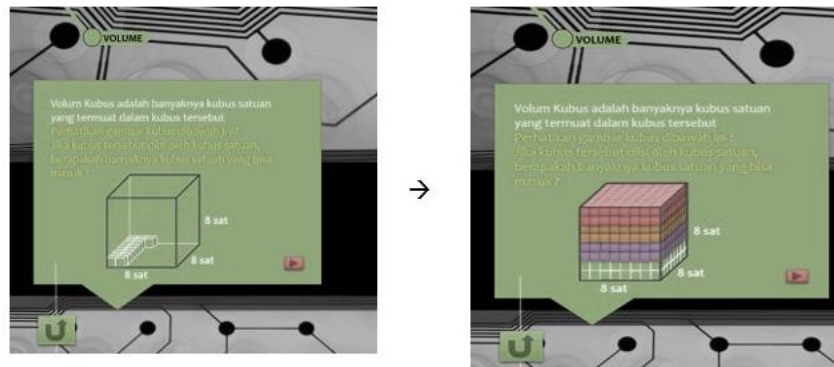 VOLUME
Volum Kubus adalah banyaknya kubus satuan
yang termuat dalam kubus tersebut
Perhatikan gambar kubus dibawah ini !
Jika kubus tersebut diisi oleh kubus satuan,
berapakah banyaknya kubus satuan yang bisa
masuk ?
8 sat
8 sat
8 sat
→
VOLUME
Volum Kubus adalah banyaknya kubus satuan
yang termuat dalam kubus tersebut
Perhatikan gambar kubus dibawah ini !
Jika kubus tersebut diisi oleh kubus satuan,
berapakah banyaknya kubus satuan yang bisa
masuk ?
8 sat
8 sat
8 sat